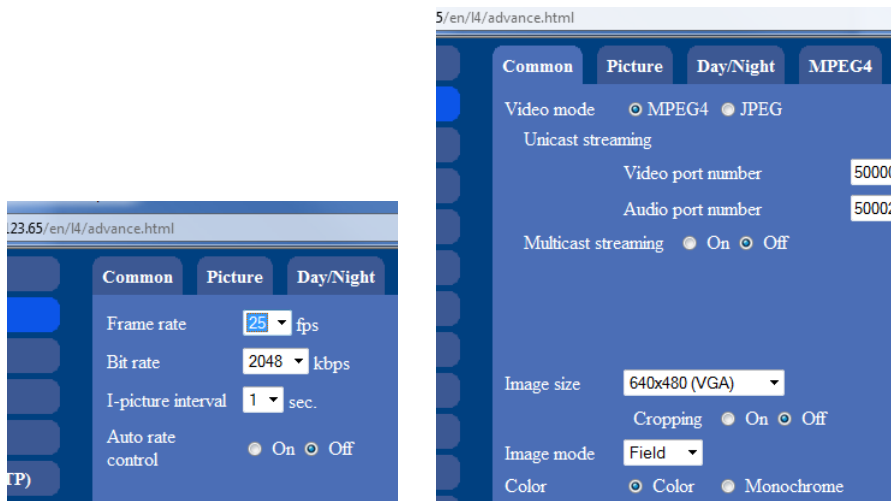 .23.65/en/l4/advance.html
Common Picture Day/Night
Frame rate 25 fps
Bit rate 2048 kbps
I-picture interval 1 sec.
Auto rate
control On Off
TP)
5/en/l4/advance.html
Common Picture Day/Night MPEG4
Video mode MPEG4 JPEG
Unicast streaming
Video port number 50000
Audio port number 50002
Multicast streaming On Off
Image size 640x480 (VGA)
Cropping On Off
Image mode Field
Color Color Monochrome